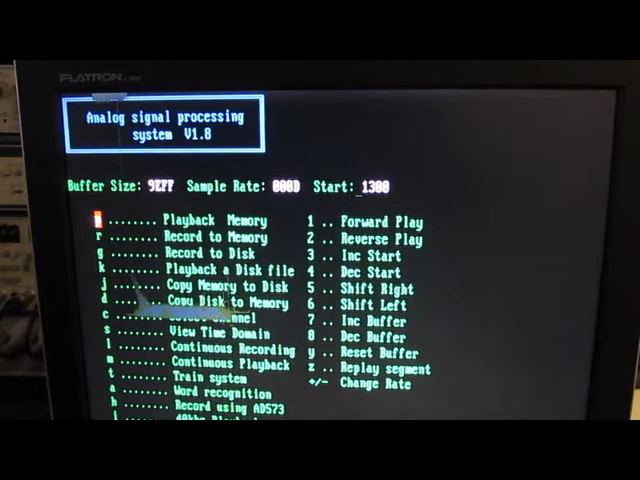 FLATRON
Analog signal processing
system V1.8
Buffer Size: 9EFF Sample Rate: 000D Start: 1300
........ Playback Memory 1 .. Forward Play
r ........ Record to Memory 2 .. Reverse Play
g ........ Record to Disk 3 .. Inc Start
k ........ Playback a Disk file 4 .. Dec Start
j ........ Copy Memory to Disk 5 .. Shift Right
d ........ Copy Disk to Memory 6 .. Shift Left
c ........ Channel 7 .. Inc Buffer
s ........ View Time Domain 8 .. Dec Buffer
l ........ Continuous Recording y .. Reset Buffer
m ........ Continuous Playback z .. Replay segment
t ........ Train system +/- Change Rate
a ........ Word recognition
h ........ Record using AD573